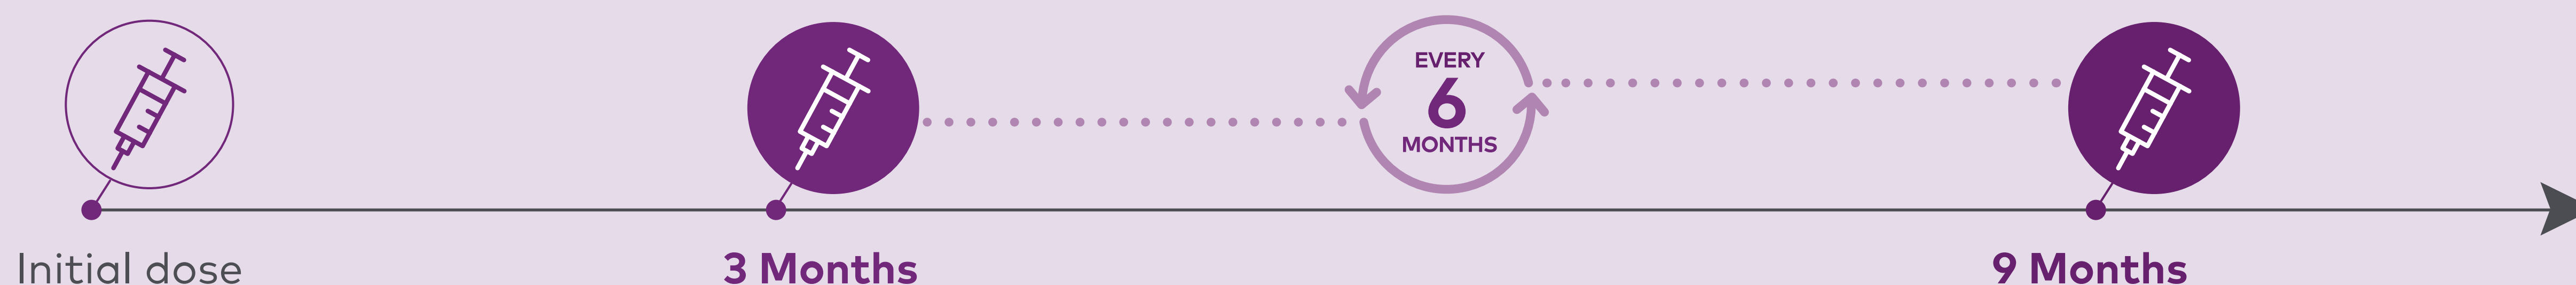 EVERY
6
MONTHS
Initial dose
3 Months
9 Months